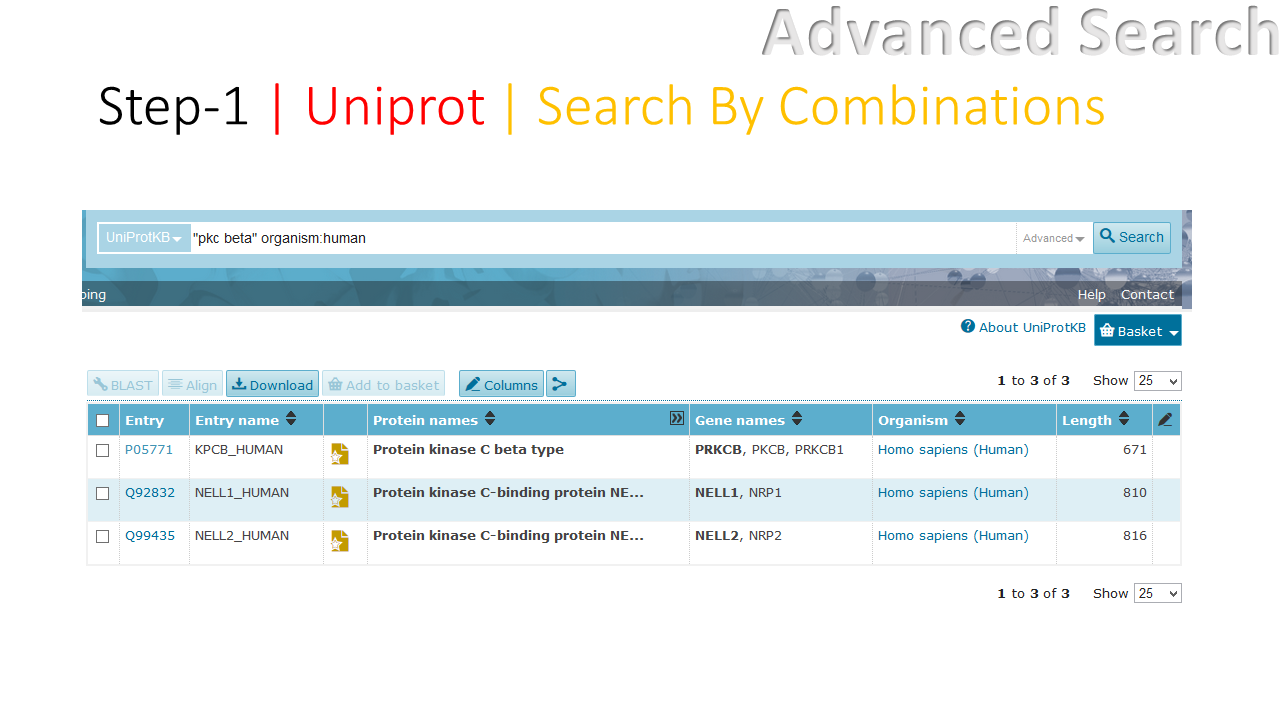 Advanced Search
Step-1 | Uniprot | Search By Combinations
UniProtKB "pkc beta" organism:human Advanced Search
ping Help Contact
About UniProtKB Basket
BLAST Align Download Add to basket Columns 1 to 3 of 3 Show 25
Entry Entry name Protein names Gene names Organism Length
P05771 KPCB_HUMAN Protein kinase C beta type PRKCB, PKCB, PRKCB1 Homo sapiens (Human) 671
Q92832 NELL1_HUMAN Protein kinase C-binding protein NE... NELL1, NRP1 Homo sapiens (Human) 810
Q99435 NELL2_HUMAN Protein kinase C-binding protein NE... NELL2, NRP2 Homo sapiens (Human) 816
1 to 3 of 3 Show 25